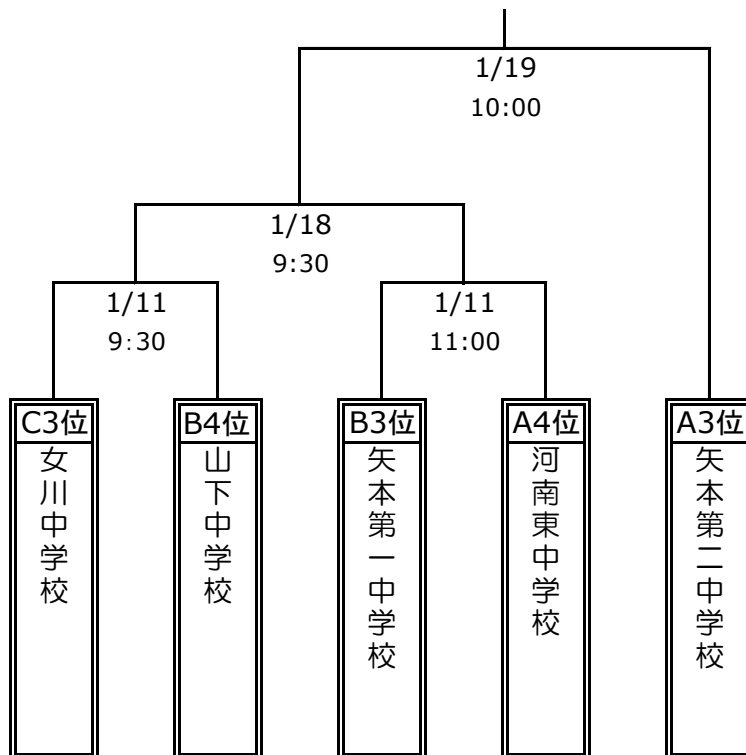 1/19
10:00
1/18
9:30
1/11
9:30
1/11
11:00
C3位
女川中学校
B4位
山下中学校
B3位
矢本第一中学校
A4位
河南東中学校
A3位
矢本第二中学校